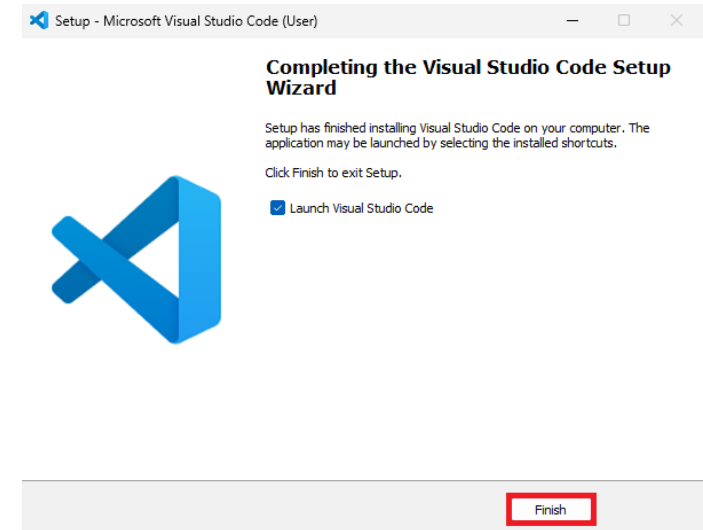 Setup - Microsoft Visual Studio Code (User)
Completing the Visual Studio Code Setup
Wizard
Setup has finished installing Visual Studio Code on your computer. The
application may be launched by selecting the installed shortcuts.
Click Finish to exit Setup.
Launch Visual Studio Code
Finish